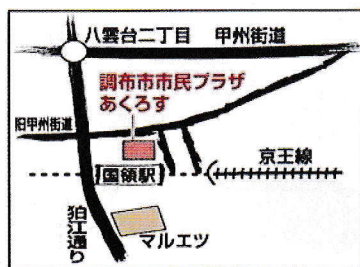 八雲台二丁目
甲州街道
調布市市民プラザ
あくろす
旧甲州街道
国領駅
京王線
狛江通り
マルエツ